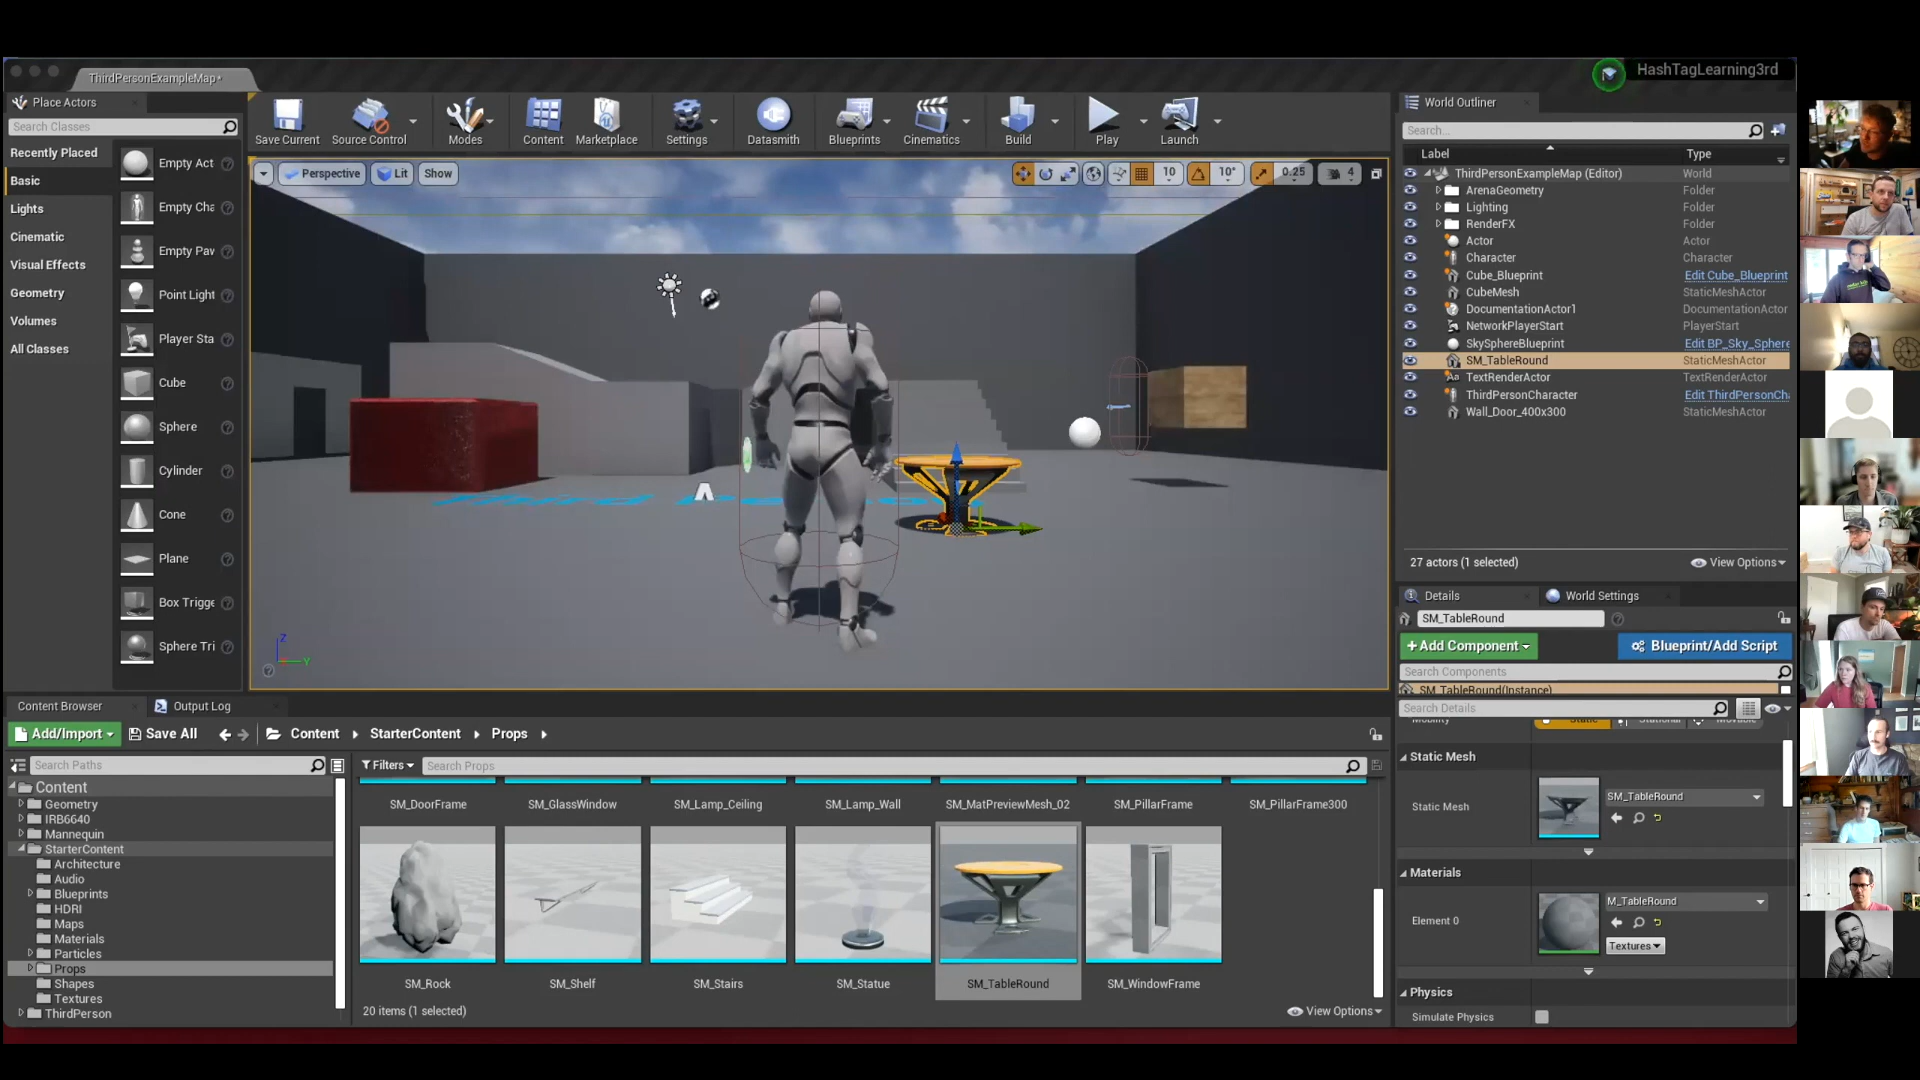 ThirdPersonExampleMap*
HashTagLearning3rd
Place Actors
Search Classes
Recently Placed
Basic
Lights
Cinematic
Visual Effects
Geometry
Volumes
All Classes
Empty Act
Empty Cha
Empty Paw
Point Light
Player Sta
Cube
Sphere
Cylinder
Cone
Plane
Box Trigge
Sphere Tri
Save Current
Source Control
Modes
Content
Marketplace
Settings
Datasmith
Blueprints
Cinematics
Build
Play
Launch
Perspective
Lit
Show
10
10°
0.25
4
Z
Y
World Outliner
Search...
Label Type
ThirdPersonExampleMap (Editor) World
ArenaGeometry Folder
Lighting Folder
RenderFX Folder
Actor Actor
Character Character
Cube_Blueprint Edit Cube_Blueprint
CubeMesh StaticMeshActor
DocumentationActor1 DocumentationActor
NetworkPlayerStart PlayerStart
SkySphereBlueprint Edit BP_Sky_Sphere
SM_TableRound StaticMeshActor
TextRenderActor TextRenderActor
ThirdPersonCharacter Edit ThirdPersonCha
Wall_Door_400x300 StaticMeshActor
27 actors (1 selected)
View Options
Details
World Settings
SM_TableRound
+Add Component
Blueprint/Add Script
Search Components
SM_TableRound(Instance)
Search Details
Mobility Static Stationary Movable
Static Mesh
Static Mesh
SM_TableRound
Materials
Element 0
M_TableRound
Textures
Physics
Simulate Physics
Content Browser
Output Log
Add/Import
Save All
Content
StarterContent
Props
Search Paths
Filters
Search Props
Content
Geometry
IRB6640
Mannequin
StarterContent
Architecture
Audio
Blueprints
HDRI
Maps
Materials
Particles
Props
Shapes
Textures
ThirdPerson
SM_DoorFrame
SM_GlassWindow
SM_Lamp_Ceiling
SM_Lamp_Wall
SM_MatPreviewMesh_02
SM_PillarFrame
SM_PillarFrame300
SM_Rock
SM_Shelf
SM_Stairs
SM_Statue
SM_TableRound
SM_WindowFrame
20 items (1 selected)
View Options